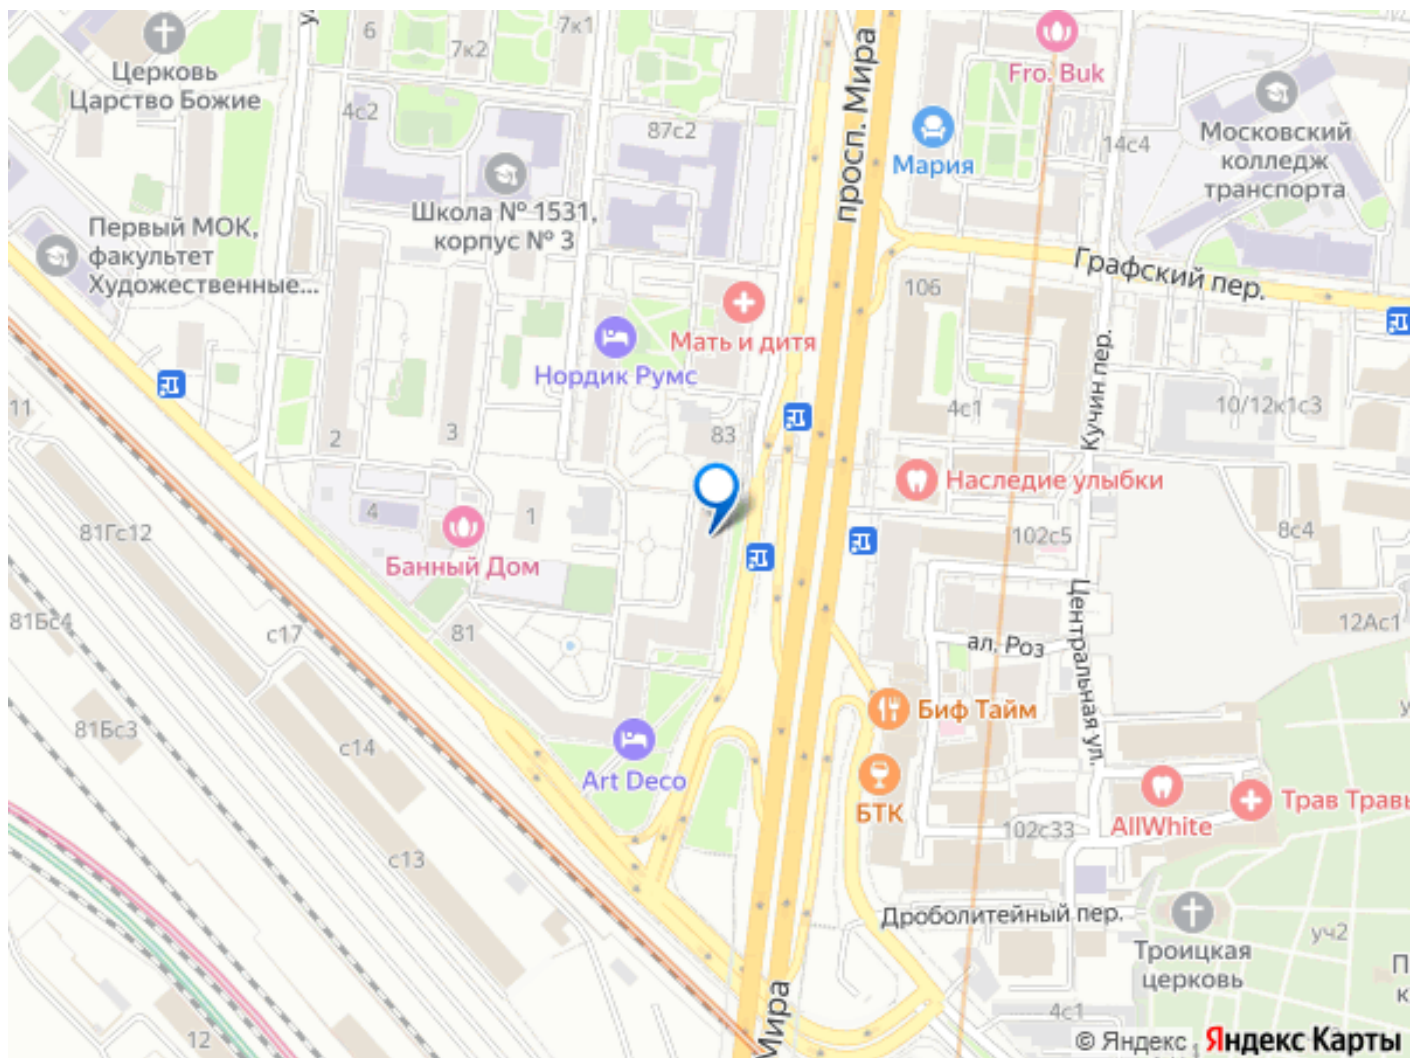 6
7к2
7к1
Церковь
Царство Божие
4с2
87с2
просп. Мира
Fro. Buk
Мария
14с4
Московский
колледж
транспорта
Школа № 1531,
корпус № 3
Первый МОК,
факультет
Художественные...
Графский пер.
106
Мать и дитя
Нордик Румс
Кучин пер.
11
2
3
83
4с1
10/12к1с3
Наследие улыбки
4
1
81Гс12
Банный Дом
102с5
8с4
81Бс4
с17
81
ал. Роз
Центральная ул.
12Ас1
81Бс3
с14
Биф Тайм
Art Deco
БТК
AllWhite
Трав Травы
102с33
с13
Дроболитейный пер.
Троицкая
церковь
уч2
Мира
4с1
12
© Яндекс
Яндекс Карты